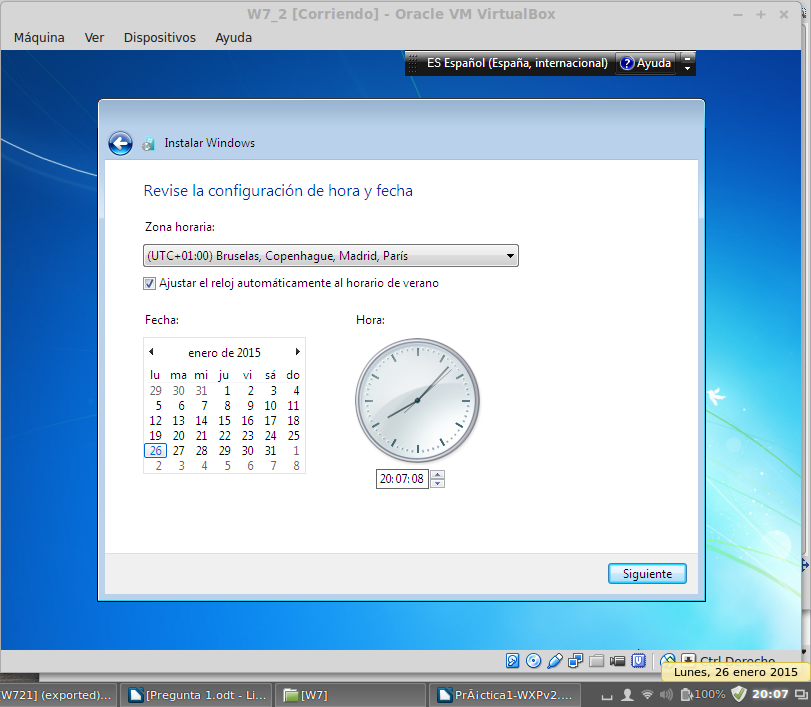 W7_2 [Corriendo] - Oracle VM VirtualBox
Máquina Ver Dispositivos Ayuda
ES Español (España, internacional) ? Ayuda
Instalar Windows
Revise la configuración de hora y fecha
Zona horaria:
(UTC+01:00) Bruselas, Copenhague, Madrid, París
Ajustar el reloj automáticamente al horario de verano
Fecha: Hora:
enero de 2015
lu ma mi ju vi sá do
29 30 31 1 2 3 4
5 6 7 8 9 10 11
12 13 14 15 16 17 18
19 20 21 22 23 24 25
26 27 28 29 30 31 1
2 3 4 5 6 7 8
20:07:08
Siguiente
Ctrl Derecho
Lunes, 26 enero 2015
W721] (exported)... [Pregunta 1.odt - Li... [W7] PrÃ¡ctica1-WXPv2.... 100% 20:07